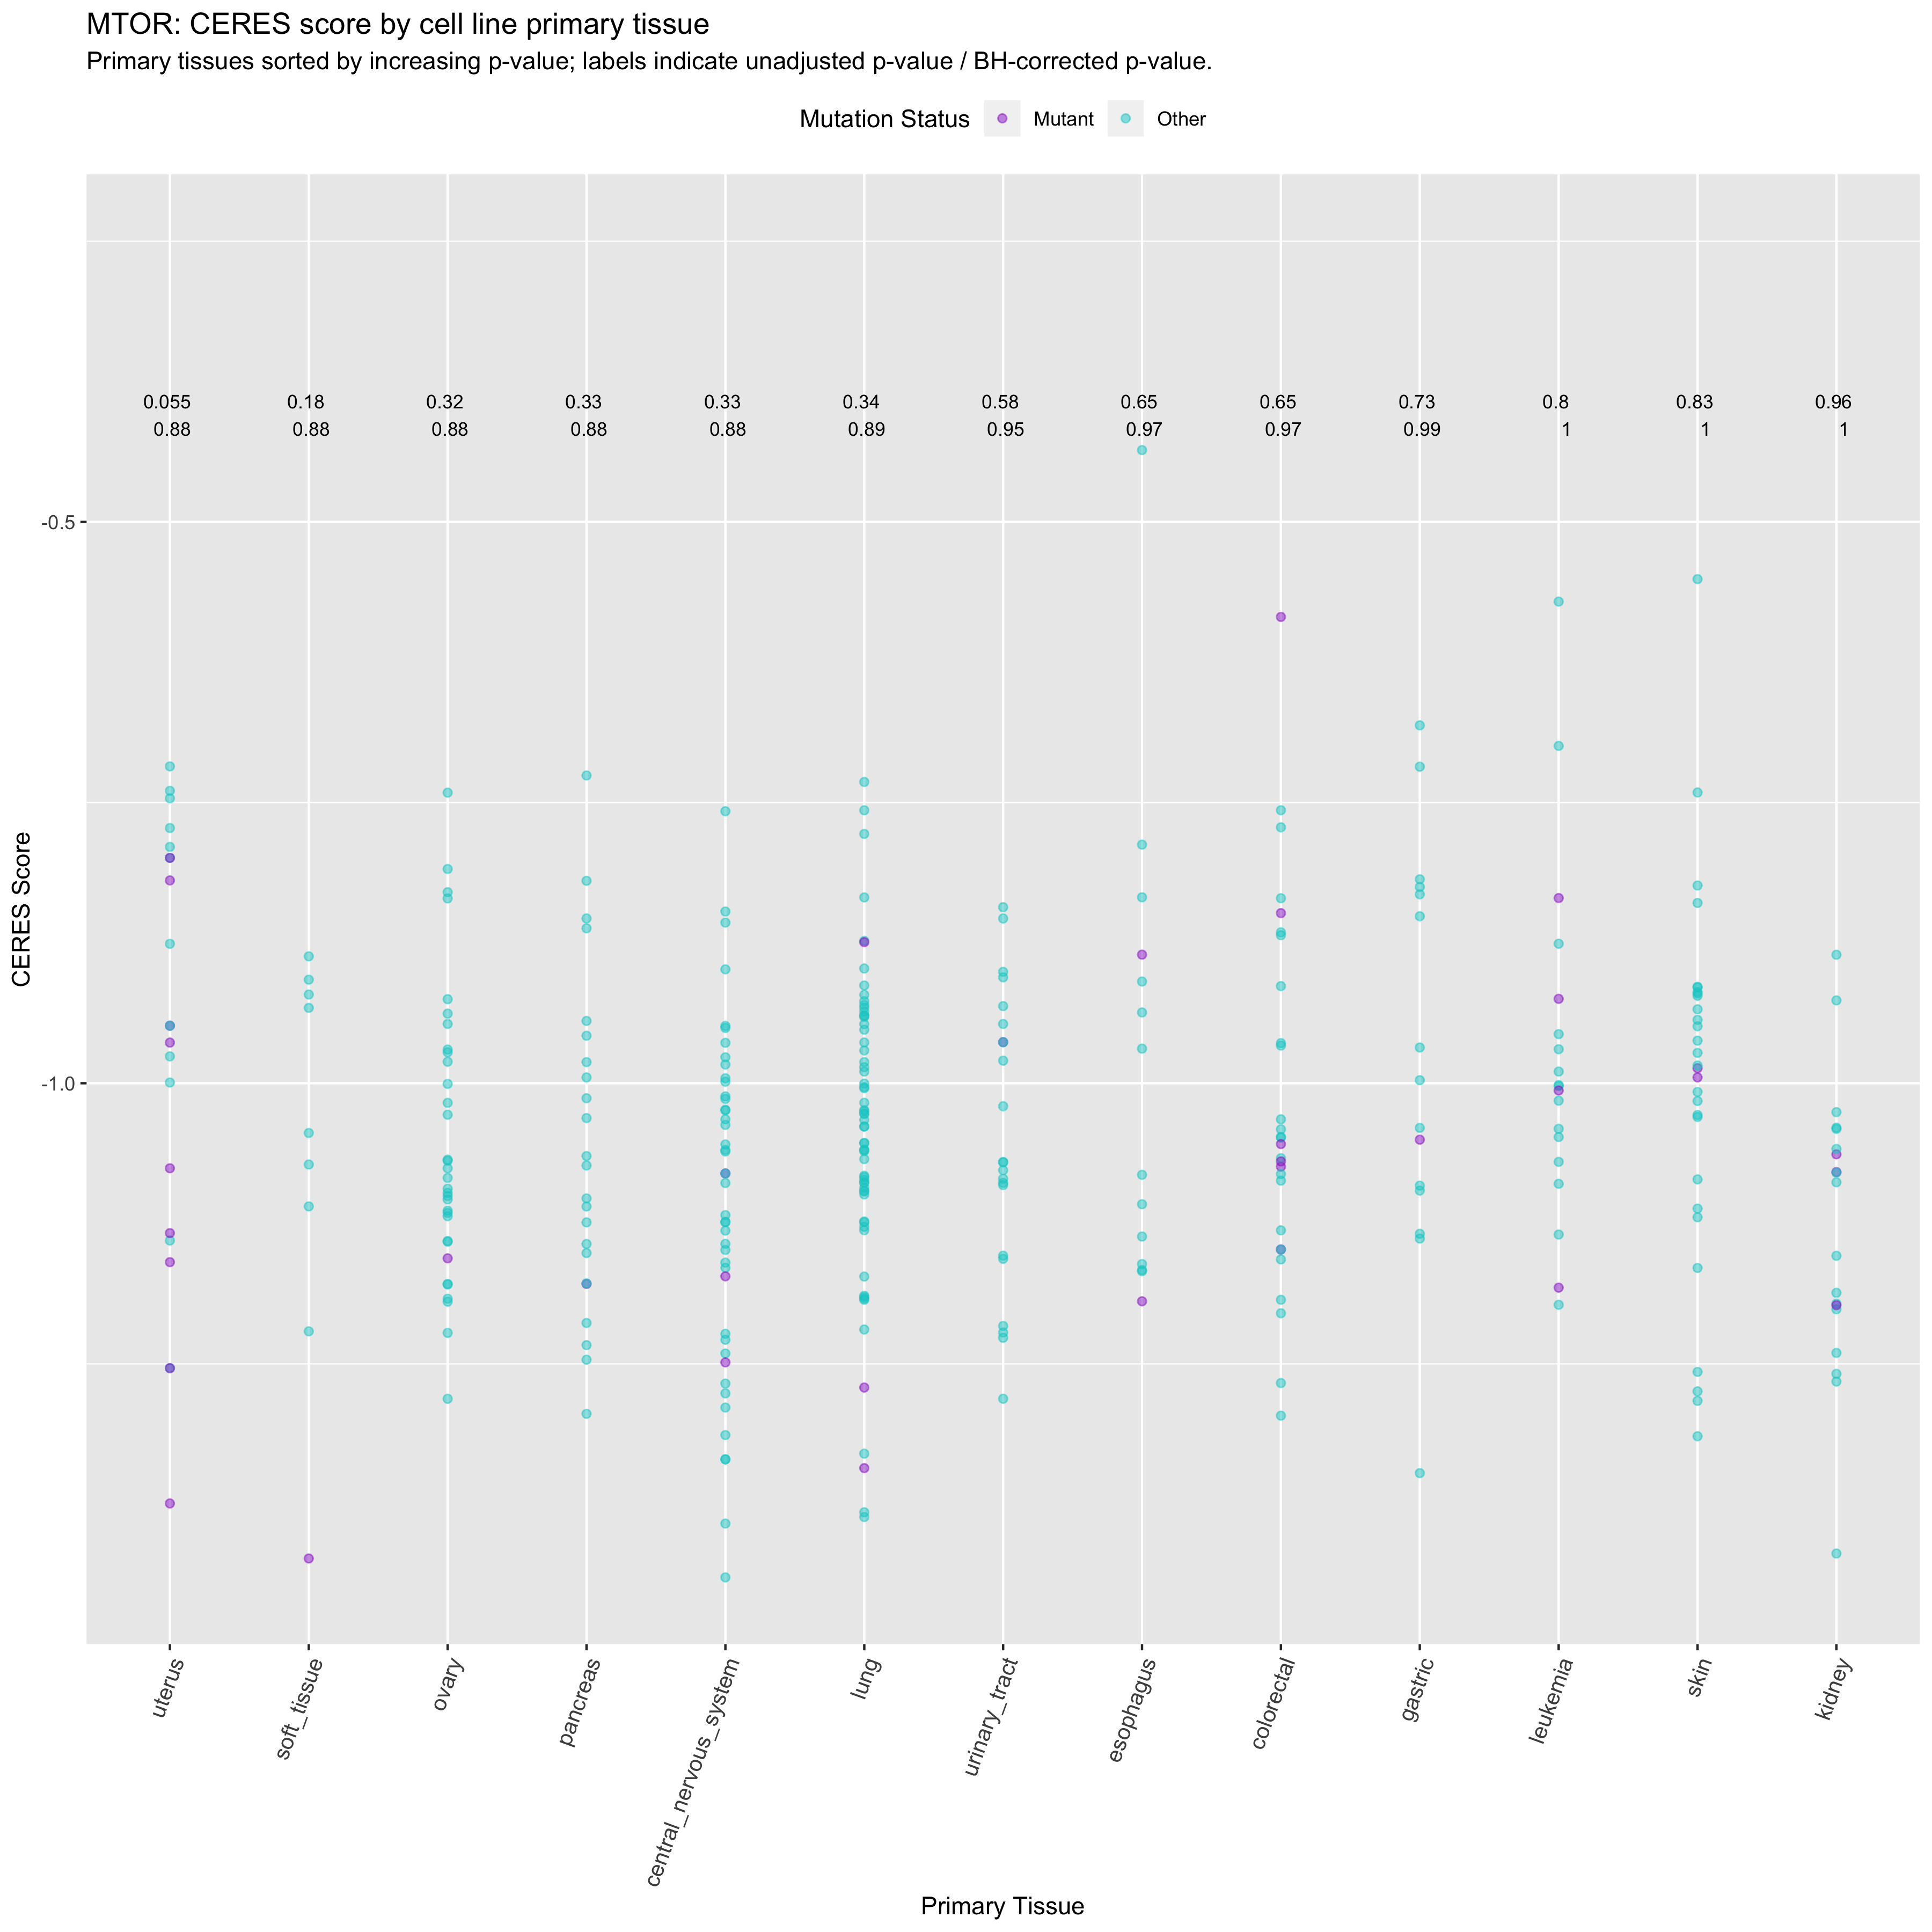 MTOR: CERES score by cell line primary tissue
Primary tissues sorted by increasing p-value; labels indicate unadjusted p-value / BH-corrected p-value.
Mutation Status Mutant Other
0.055 0.18 0.32 0.33 0.33 0.34 0.58 0.65 0.65 0.73 0.8 0.83 0.96
0.88 0.88 0.88 0.88 0.88 0.89 0.95 0.97 0.97 0.99 1 1 1
-0.5
-1.0
CERES Score
uterus
soft_tissue
ovary
pancreas
central_nervous_system
lung
urinary_tract
esophagus
colorectal
gastric
leukemia
skin
kidney
Primary Tissue